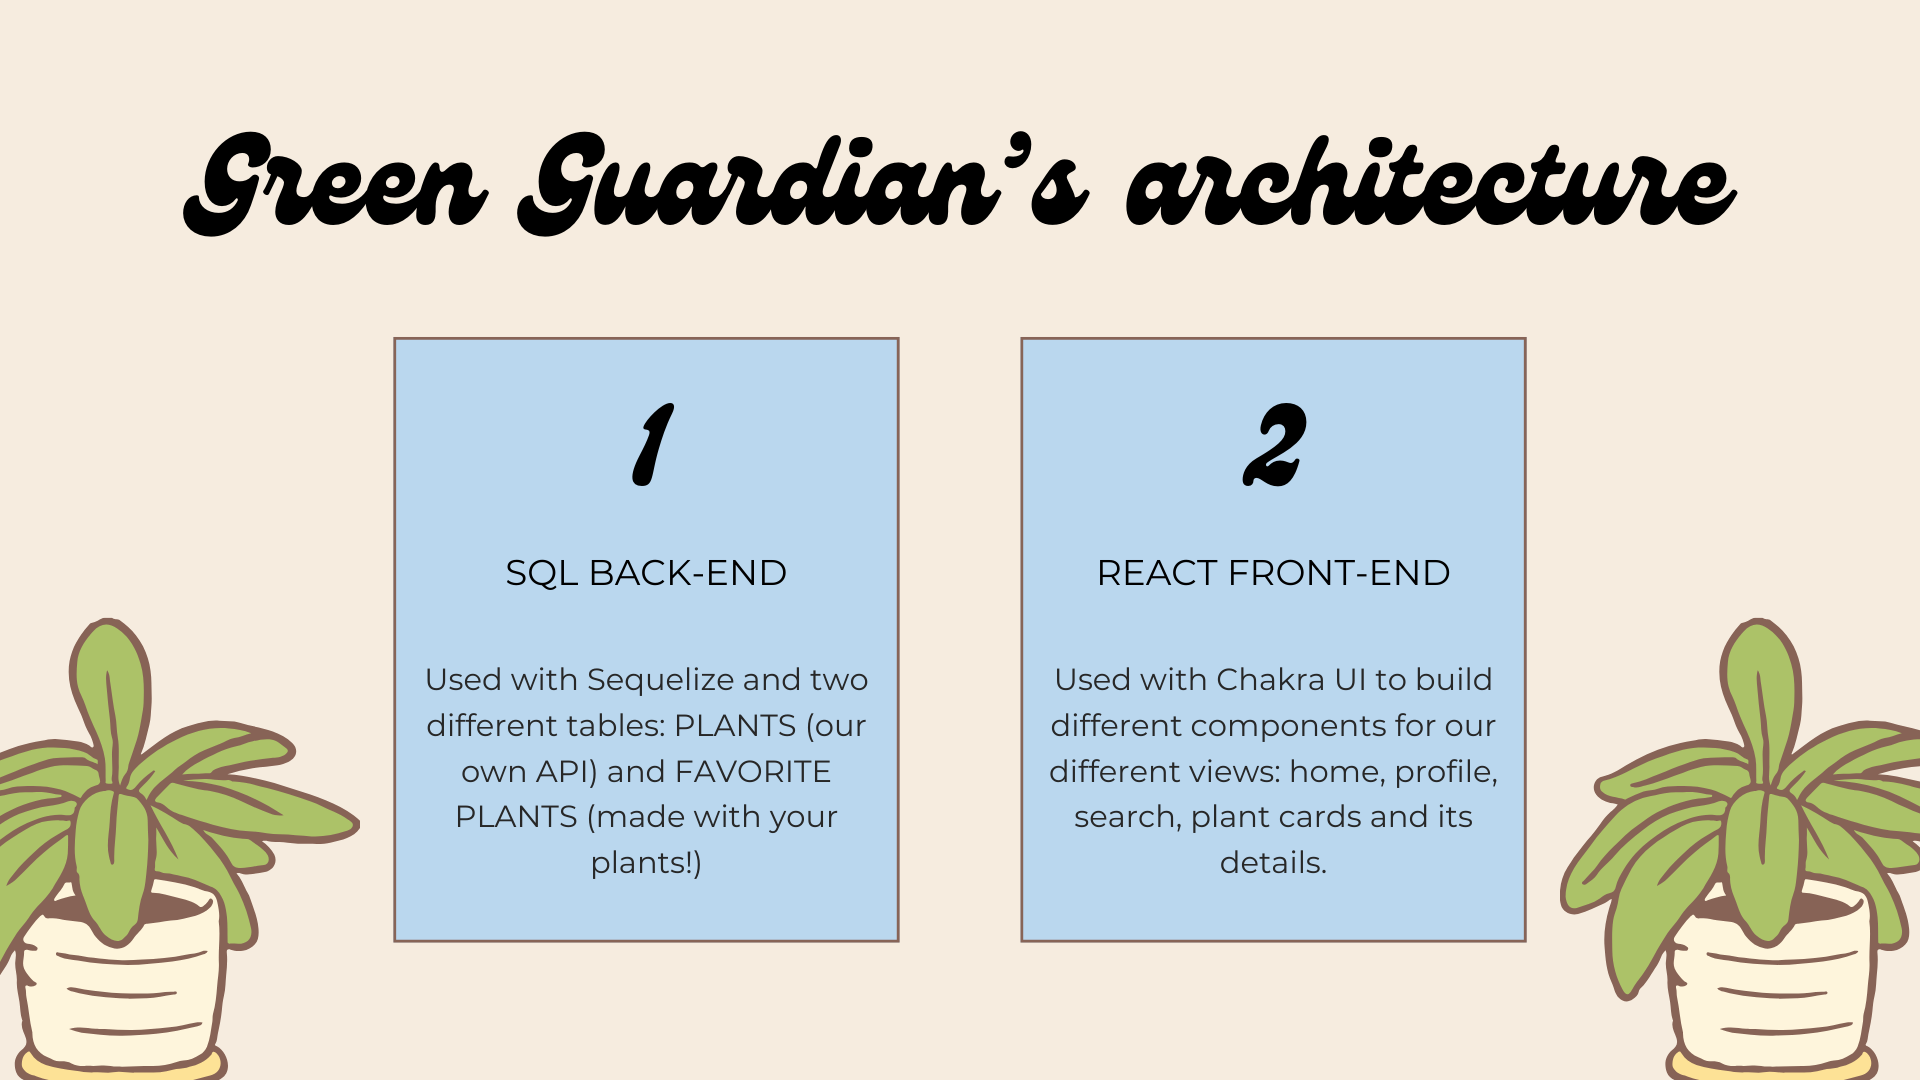 Green Guardian's architecture
1
SQL BACK-END
Used with Sequelize and two
different tables: PLANTS (our
own API) and FAVORITE
PLANTS (made with your
plants!)
2
REACT FRONT-END
Used with Chakra UI to build
different components for our
different views: home, profile,
search, plant cards and its
details.